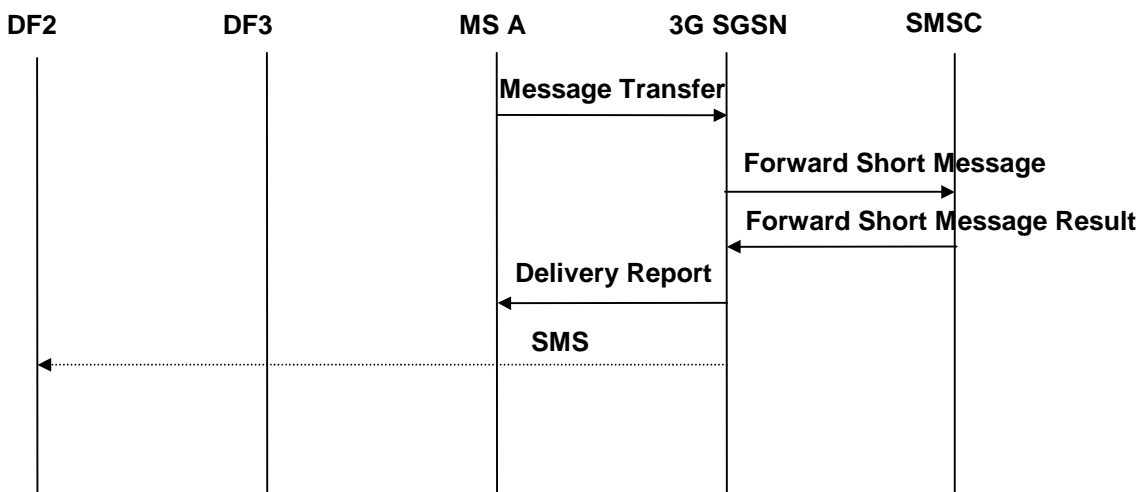 DF2 DF3 MS A 3G SGSN SMSC
Message Transfer
Forward Short Message
Forward Short Message Result
Delivery Report
SMS